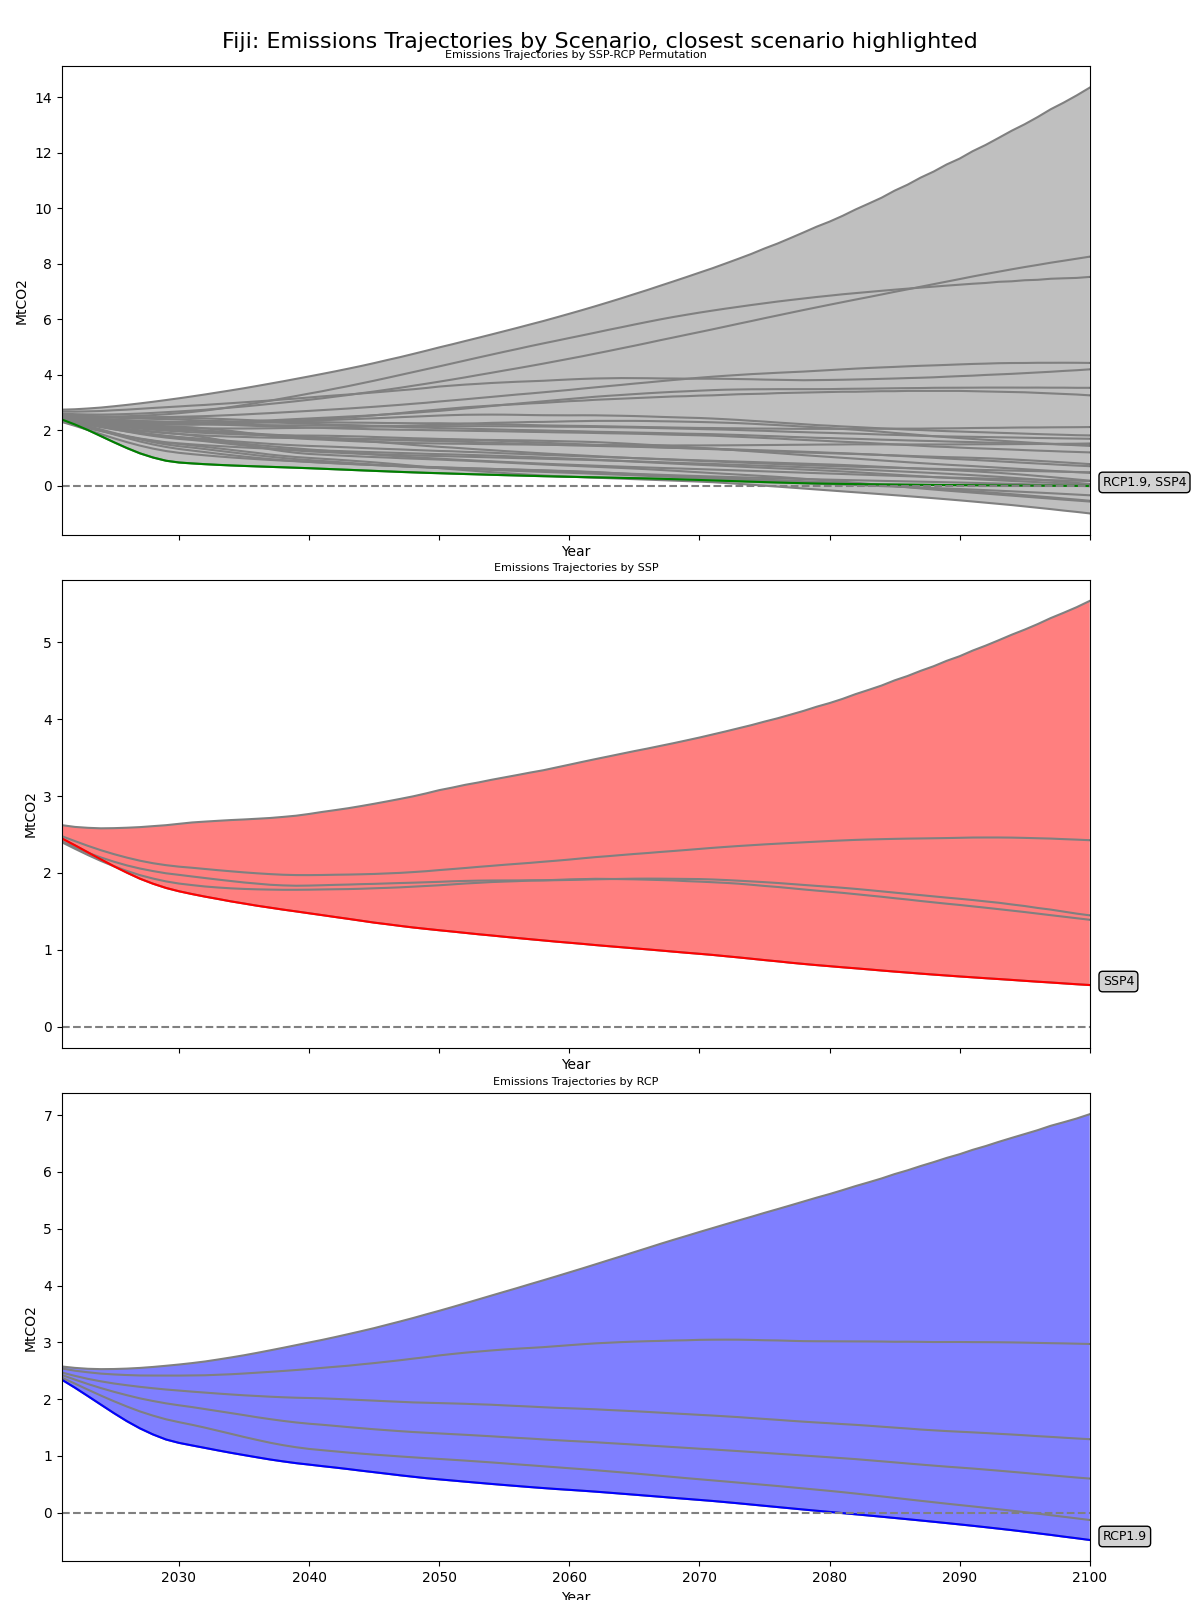 Fiji: Emissions Trajectories by Scenario, closest scenario highlighted
Emissions Trajectories by SSP-RCP Permutation
14
12
10
8
6
4
2
0
MtCO2
RCP1.9, SSP4
Year
Emissions Trajectories by SSP
5
4
3
2
1
0
MtCO2
SSP4
Year
Emissions Trajectories by RCP
7
6
5
4
3
2
1
0
MtCO2
RCP1.9
2030 2040 2050 2060 2070 2080 2090 2100
Year